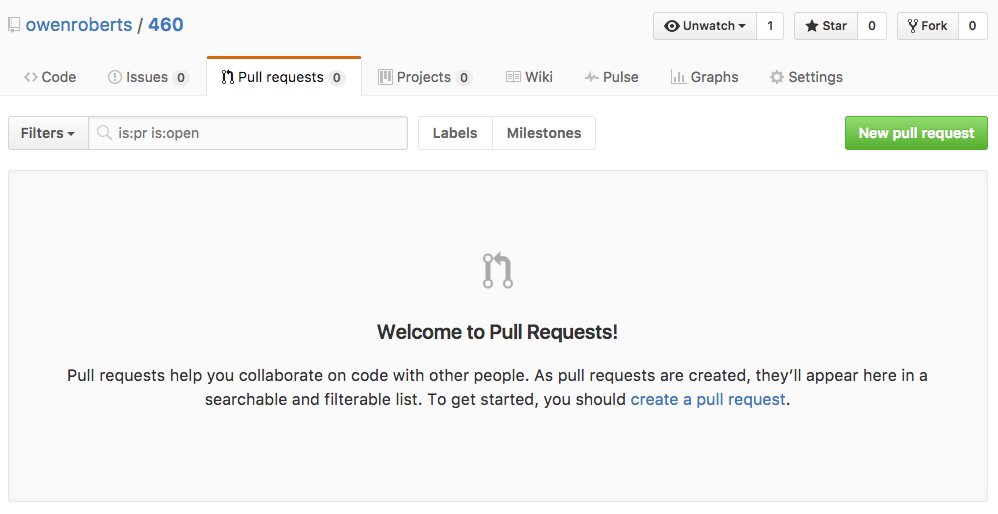 owenroberts / 460
Unwatch 1 Star 0 Fork 0
Code Issues 0 Pull requests 0 Projects 0 Wiki Pulse Graphs Settings
Filters is:pr is:open Labels Milestones New pull request
Welcome to Pull Requests!
Pull requests help you collaborate on code with other people. As pull requests are created, they’ll appear here in a
searchable and filterable list. To get started, you should create a pull request.